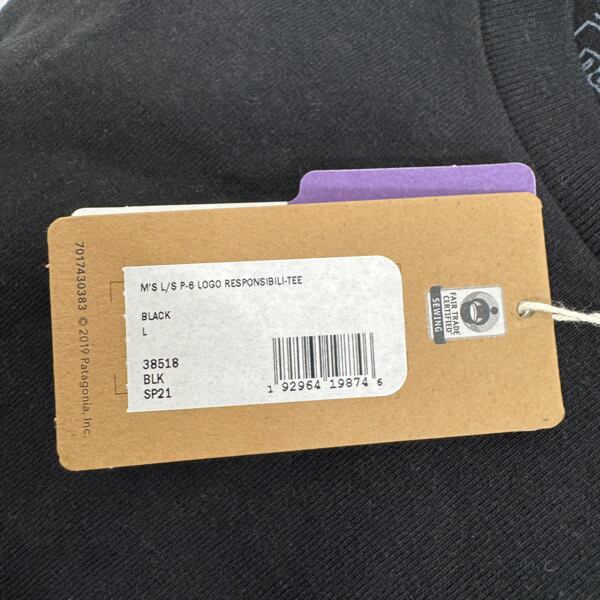 M'S L/S P-6 LOGO RESPONSIBILI-TEE
BLACK
L
38518
BLK
SP21
1 92964 19874 6
7017430383 © 2019 Patagonia, Inc.
FAIR TRADE
CERTIFIED
SEWING